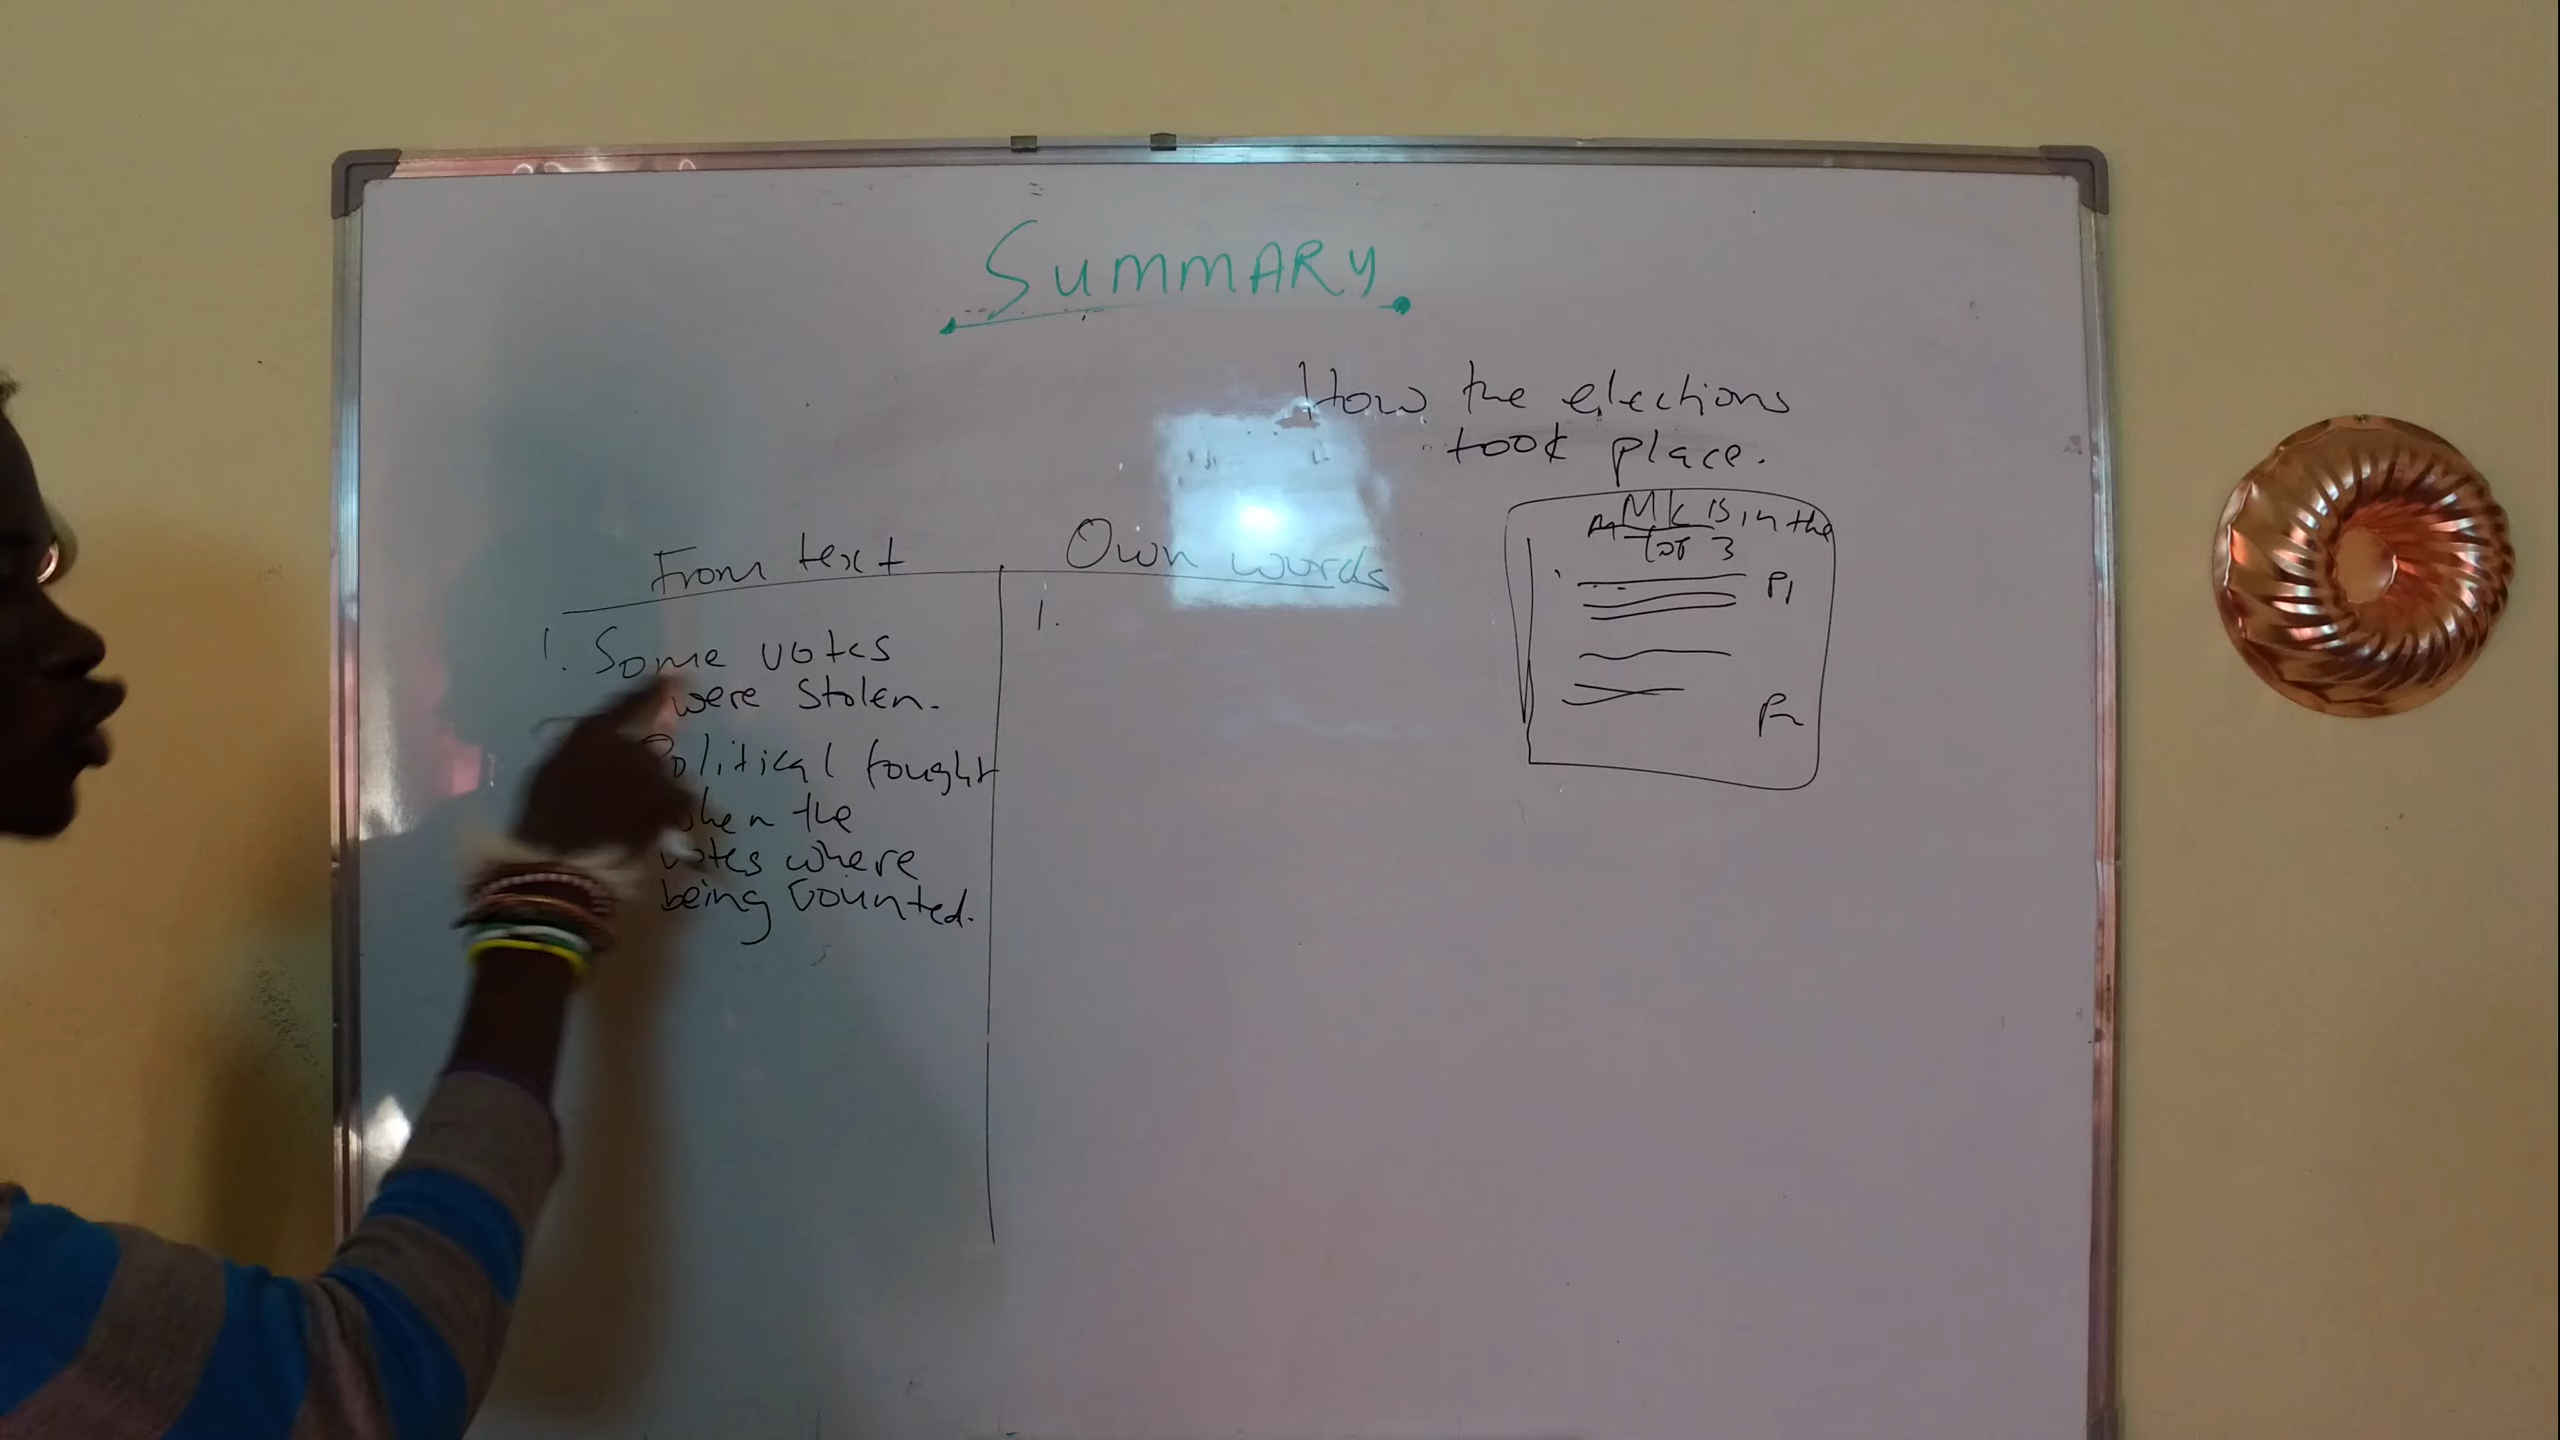 SUMMARY
How the elections
took place.
From text
Own words
1. Some votes
were stolen.
Political fought
when the
votes where
being counted.
1.
MK is in the
Top 3
P1